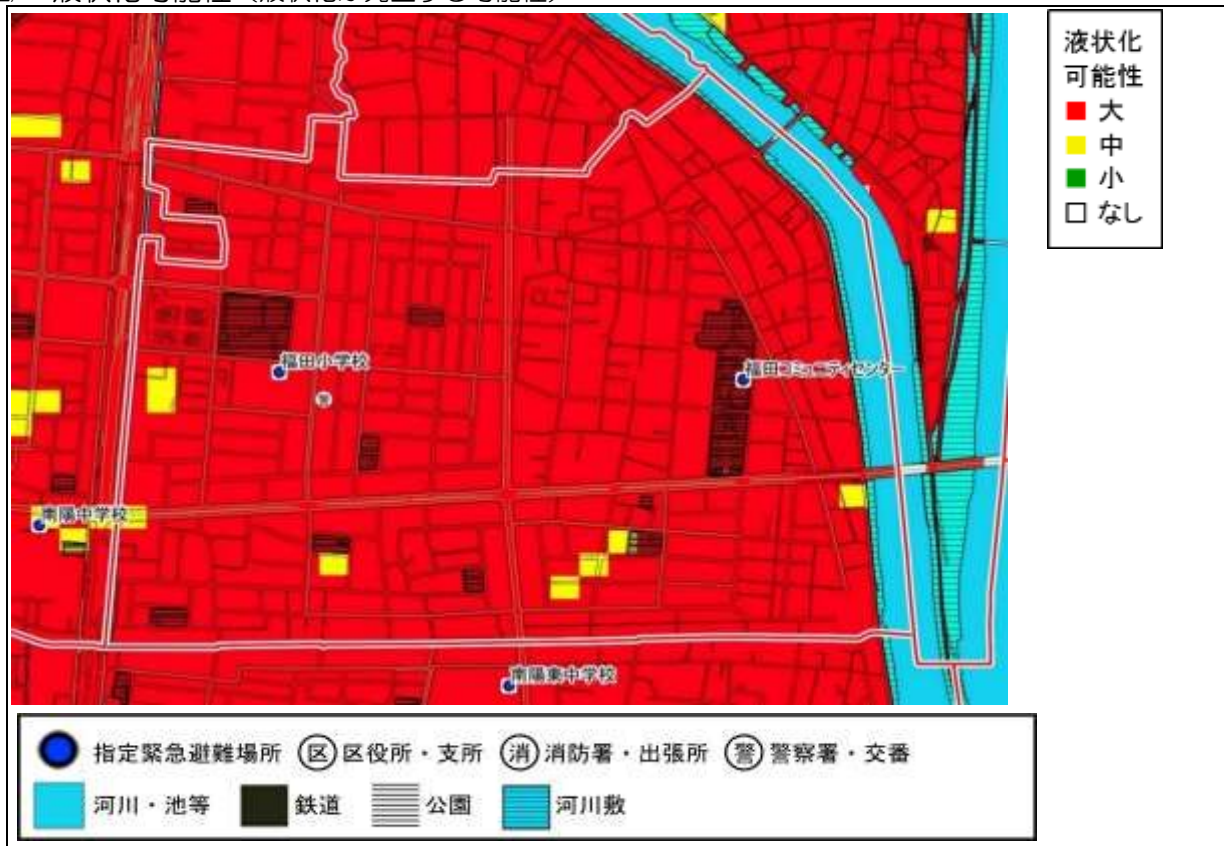 液状化
可能性
大
中
小
なし
福田小学校
福田コミュニティセンター
警
南陽中学校
南陽東中学校
指定緊急避難場所 区 区役所・支所 消 消防署・出張所 警 警察署・交番
河川・池等 鉄道 公園 河川敷